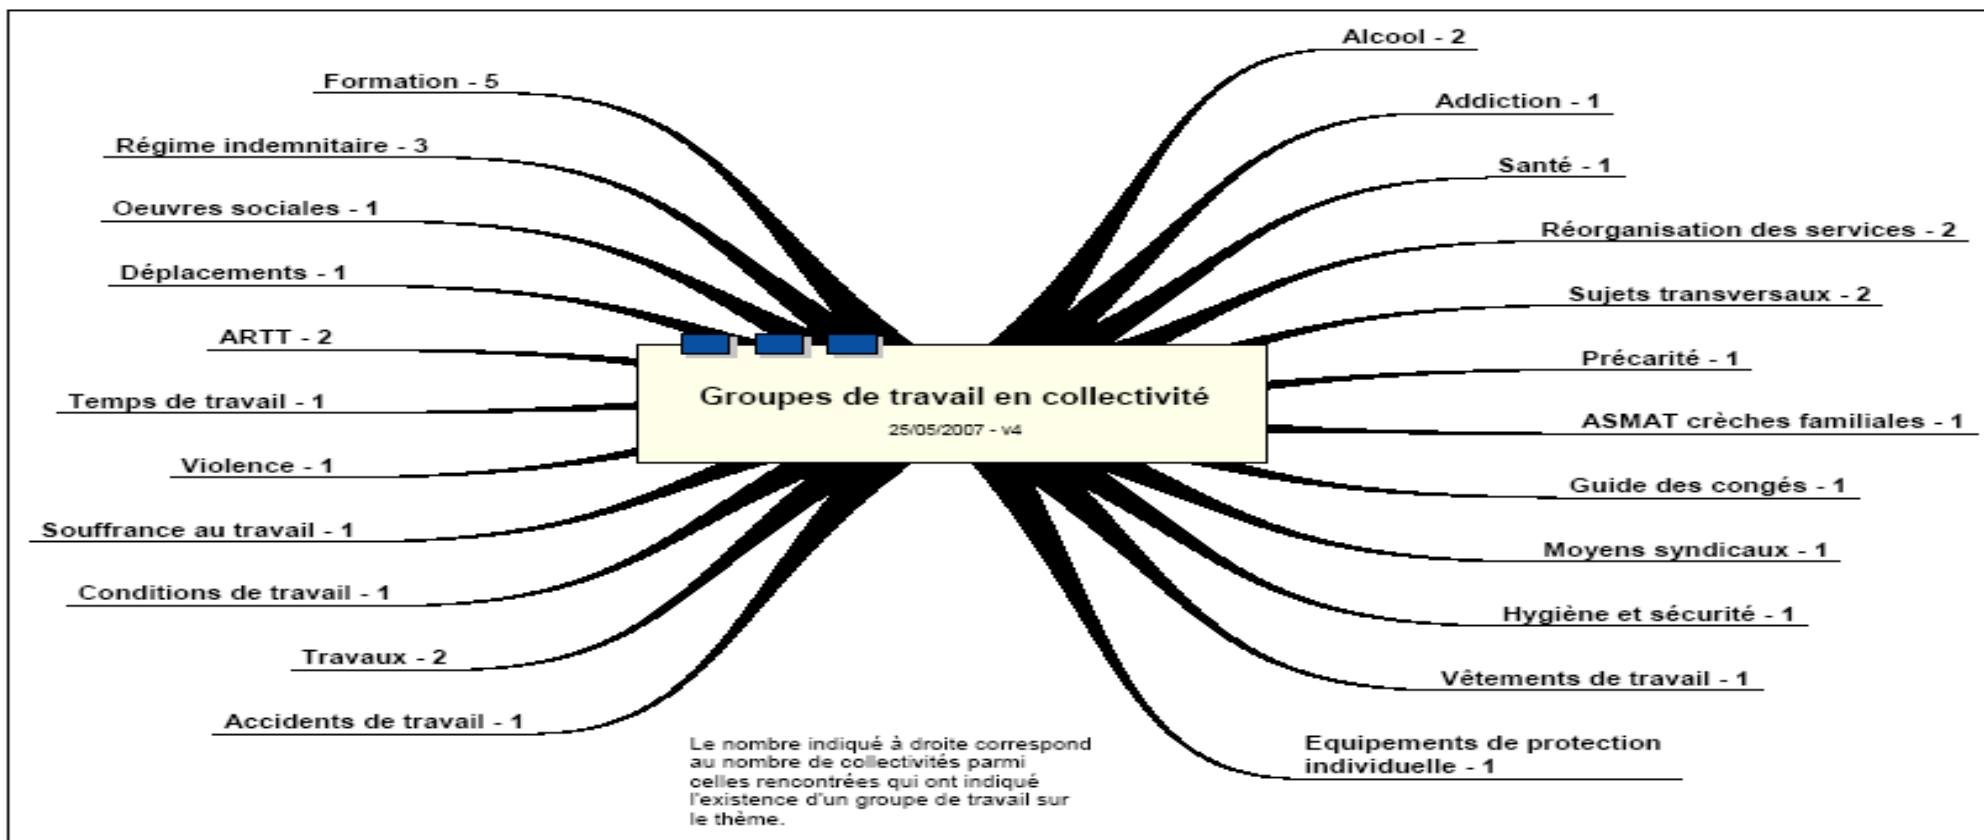 Formation - 5
Régime indemnitaire - 3
Oeuvres sociales - 1
Déplacements - 1
ARTT - 2
Temps de travail - 1
Violence - 1
Souffrance au travail - 1
Conditions de travail - 1
Travaux - 2
Accidents de travail - 1
Groupes de travail en collectivité
25/05/2007 - v4
Alcool - 2
Addiction - 1
Santé - 1
Réorganisation des services - 2
Sujets transversaux - 2
Précarité - 1
ASMAT crèches familiales - 1
Guide des congés - 1
Moyens syndicaux - 1
Hygiène et sécurité - 1
Vêtements de travail - 1
Equipements de protection
individuelle - 1
Le nombre indiqué à droite correspond
au nombre de collectivités parmi
celles rencontrées qui ont indiqué
l'existence d'un groupe de travail sur
le thème.